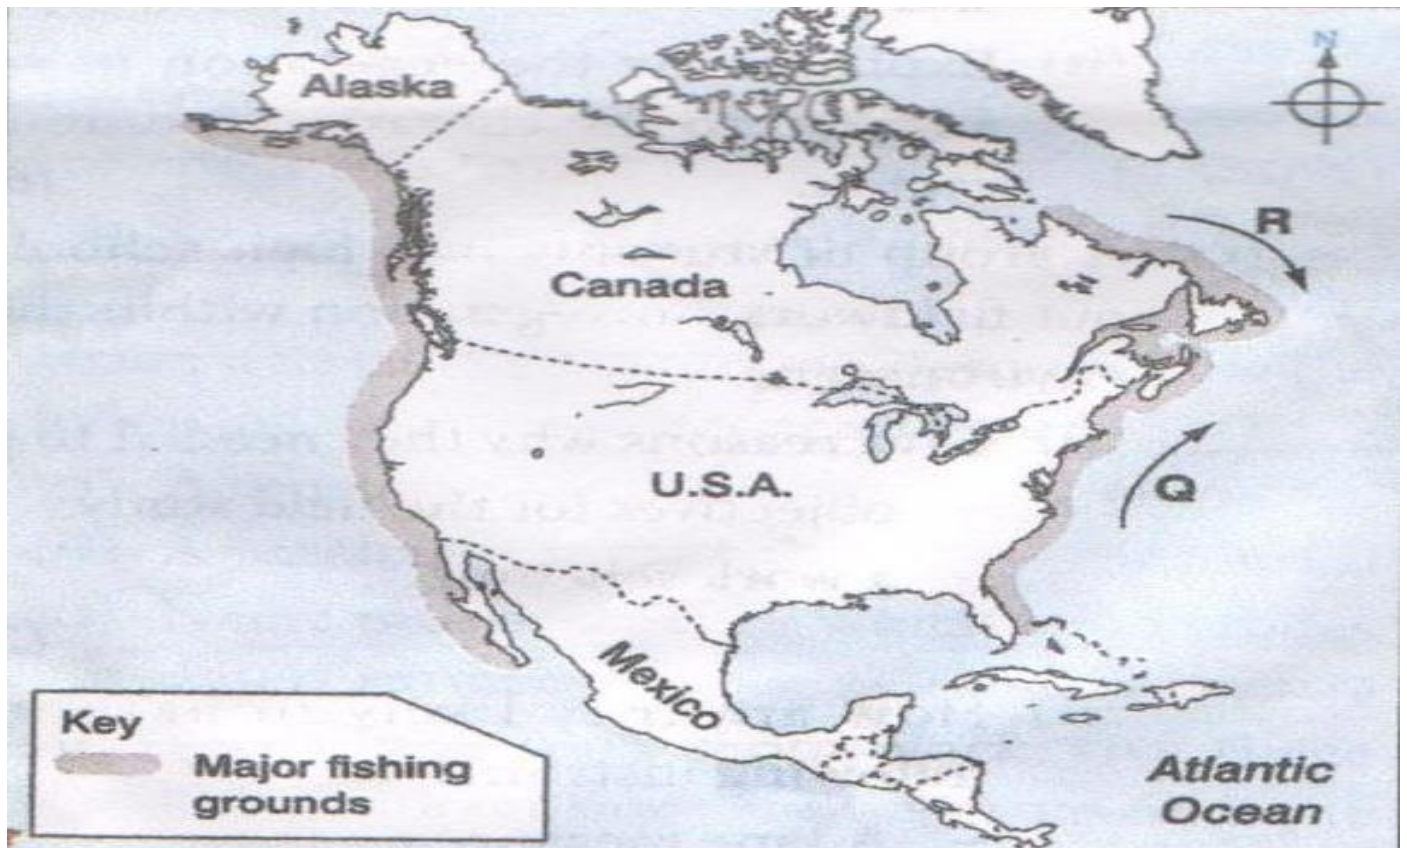 N
Alaska
R
Canada
U.S.A.
Q
Mexico
Key
Major fishing
grounds
Atlantic
Ocean